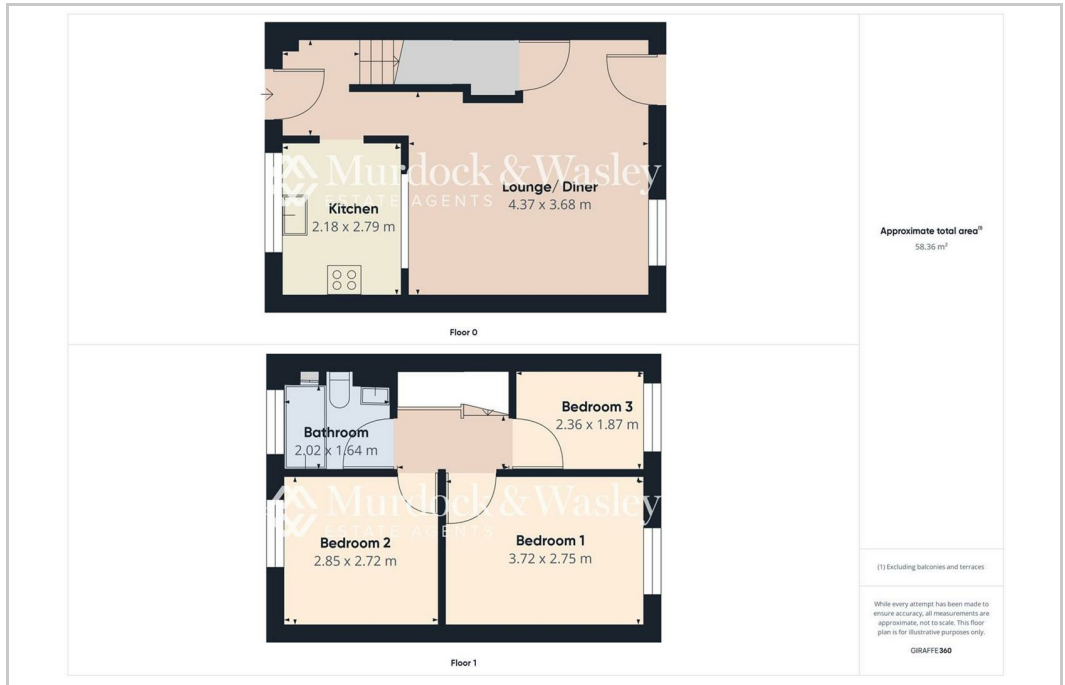 Murdock & Wasley
ESTATE AGENTS
Lounge/ Diner
4.37 x 3.68 m
Kitchen
2.18 x 2.79 m
Floor 0
Approximate total area(1)
58.36 m²
Bedroom 3
2.36 x 1.87 m
Bathroom
2.02 x 1.64 m
Murdock & Wasley
ESTATE AGENTS
Bedroom 2
2.85 x 2.72 m
Bedroom 1
3.72 x 2.75 m
Floor 1
(1) Excluding balconies and terraces
While every attempt has been made to
ensure accuracy, all measurements are
approximate, not to scale. This floor
plan is for illustrative purposes only.
GIRAFFE360